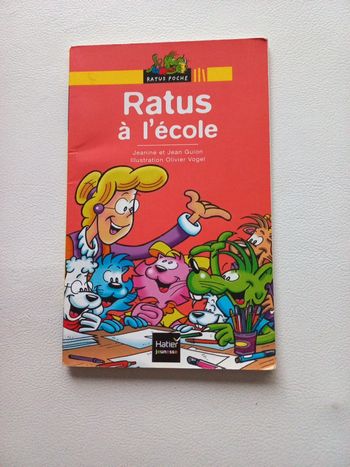 RATUS POCHE
Ratus
à l'école
Jeanine et Jean Guion
Illustration Olivier Vogel
Hatier
jeunesse